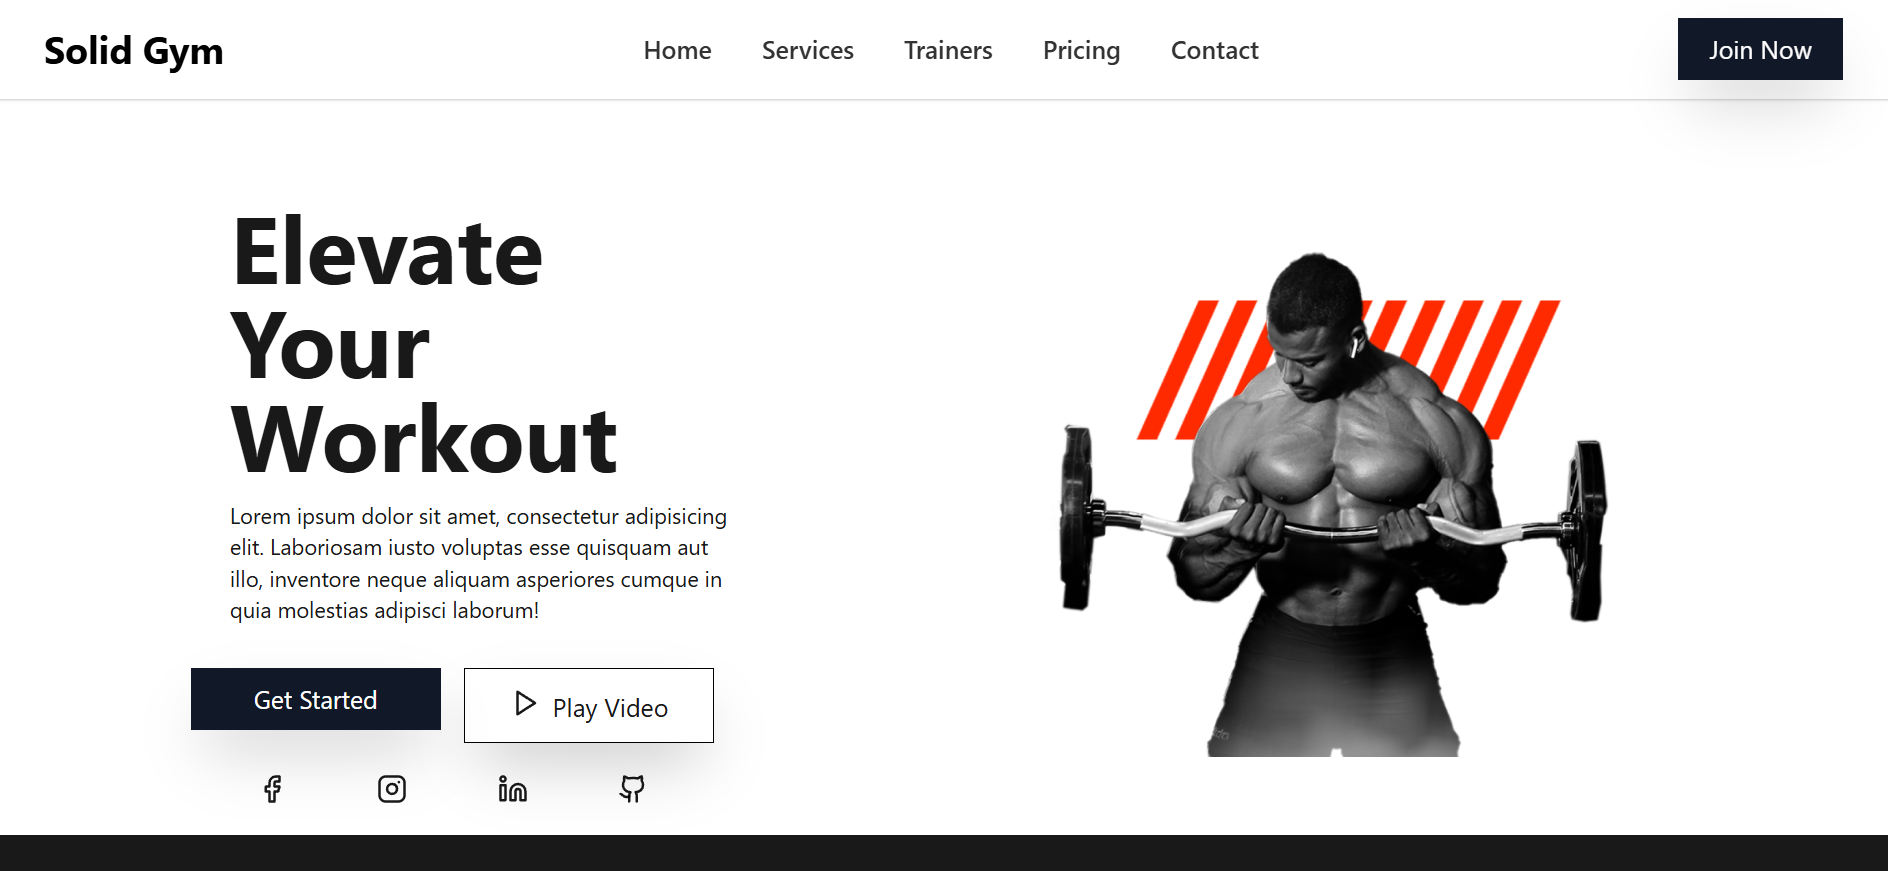 Solid Gym
Home
Services
Trainers
Pricing
Contact
Join Now
Elevate
Your
Workout
Lorem ipsum dolor sit amet, consectetur adipisicing
elit. Laboriosam iusto voluptas esse quisquam aut
illo, inventore neque aliquam asperiores cumque in
quia molestias adipisci laborum!
Get Started
Play Video